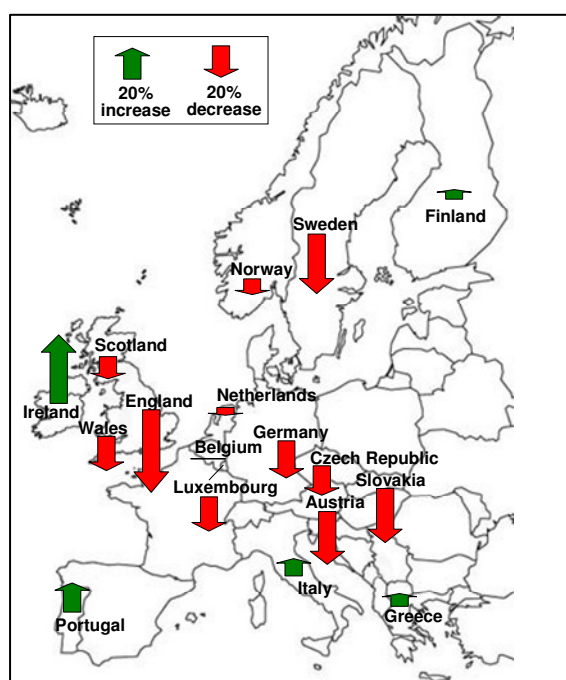 20%
increase
20%
decrease
Finland
Sweden
Norway
Scotland
Ireland
England
Wales
Netherlands
Belgium
Germany
Czech Republic
Luxembourg
Slovakia
Austria
Italy
Portugal
Greece